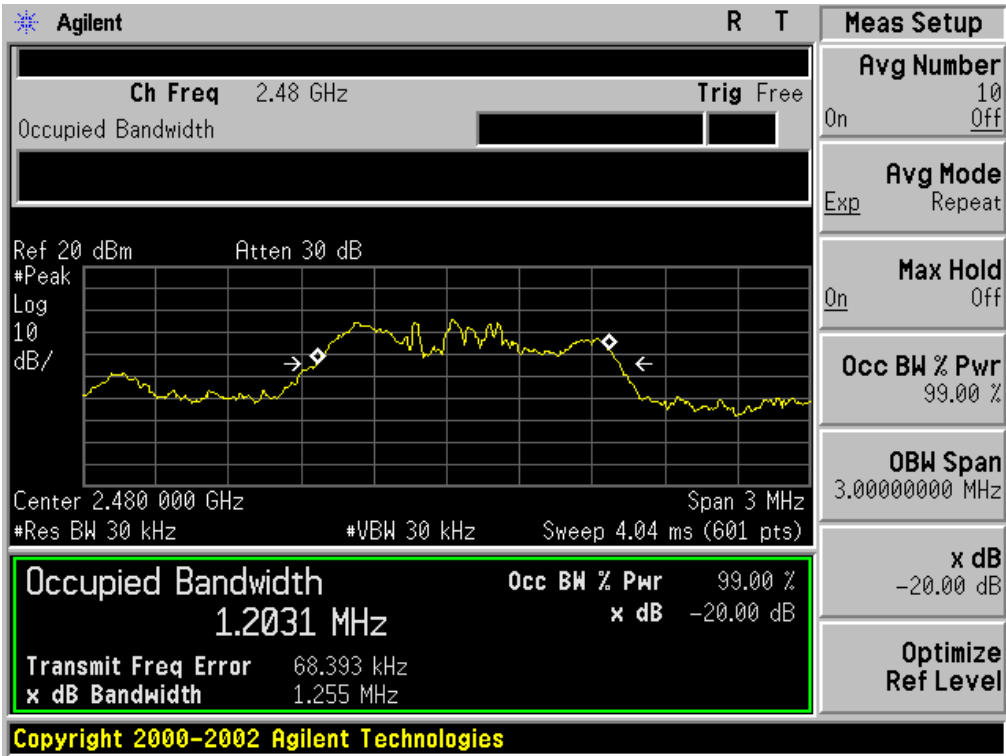 Agilent R T
Ch Freq 2.48 GHz Trig Free
Occupied Bandwidth
Ref 20 dBm Atten 30 dB
#Peak
Log
10
dB/
Center 2.480 000 GHz Span 3 MHz
#Res BW 30 kHz #VBW 30 kHz Sweep 4.04 ms (601 pts)
Occupied Bandwidth Occ BW % Pwr 99.00 %
1.2031 MHz x dB -20.00 dB
Transmit Freq Error 68.393 kHz
x dB Bandwidth 1.255 MHz
Copyright 2000-2002 Agilent Technologies
Meas Setup
Avg Number
10
On Off
Avg Mode
Exp Repeat
Max Hold
On Off
Occ BW % Pwr
99.00 %
OBW Span
3.00000000 MHz
x dB
-20.00 dB
Optimize
Ref Level